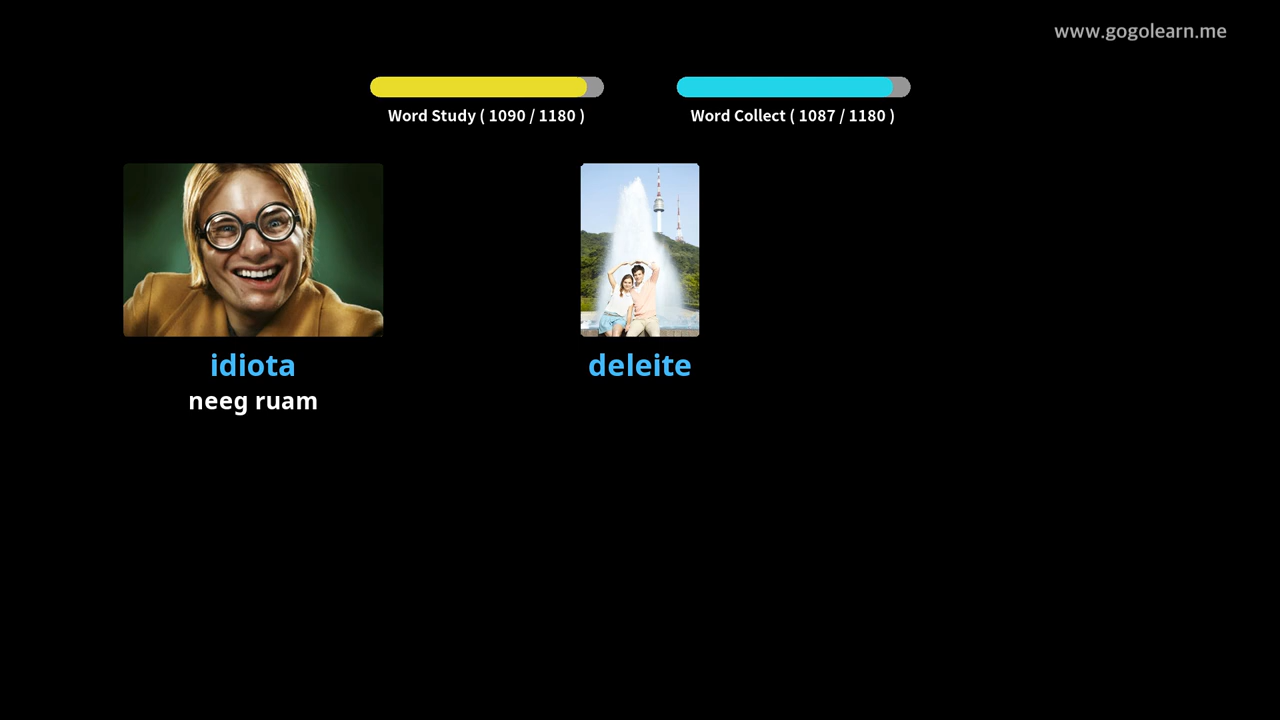 www.gogolearn.me
Word Study ( 1090 / 1180 )
Word Collect ( 1087 / 1180 )
idiota
neeg ruam
deleite